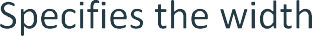 Specifies the width